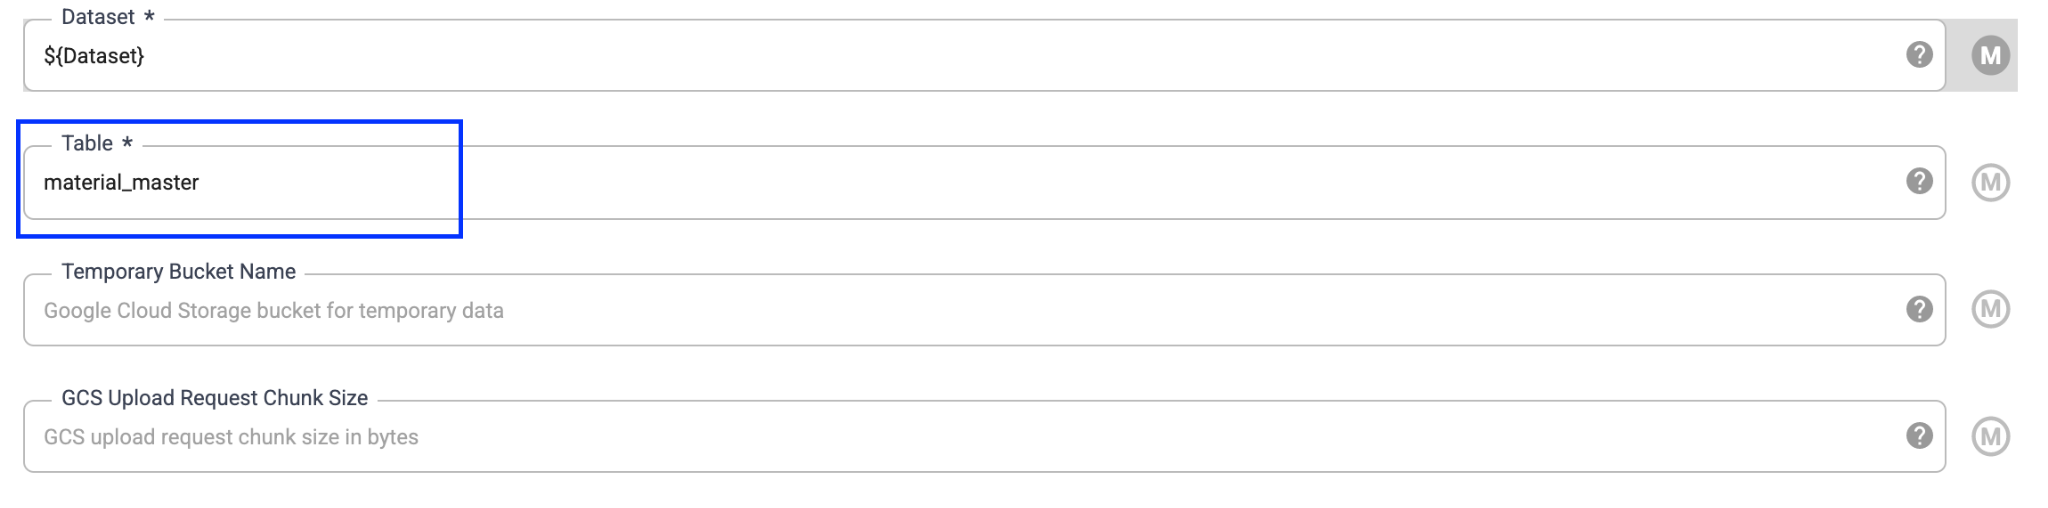 Dataset *
${Dataset}
M
Table *
material_master
M
Temporary Bucket Name
Google Cloud Storage bucket for temporary data
M
GCS Upload Request Chunk Size
GCS upload request chunk size in bytes
M